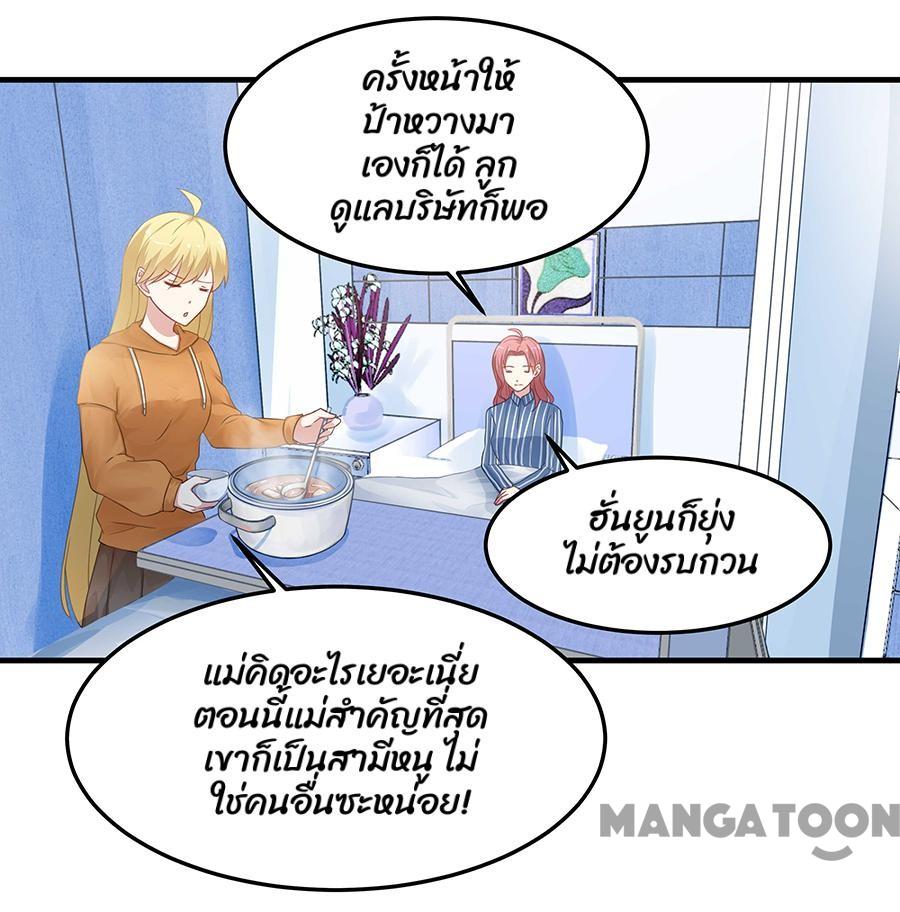 ครั้งหน้าให้
ป้าหวางมา
เองก็ได้ ลูก
ดูแลบริษัทก็พอ
ฮั่นยูนก็ยุ่ง
ไม่ต้องรบกวน
แม่คิดอะไรเยอะเนี่ย
ตอนนี้แม่สำคัญที่สุด
เขาก็เป็นสามีหนู ไม่
ใช่คนอื่นซะหน่อย!
MANGATOON